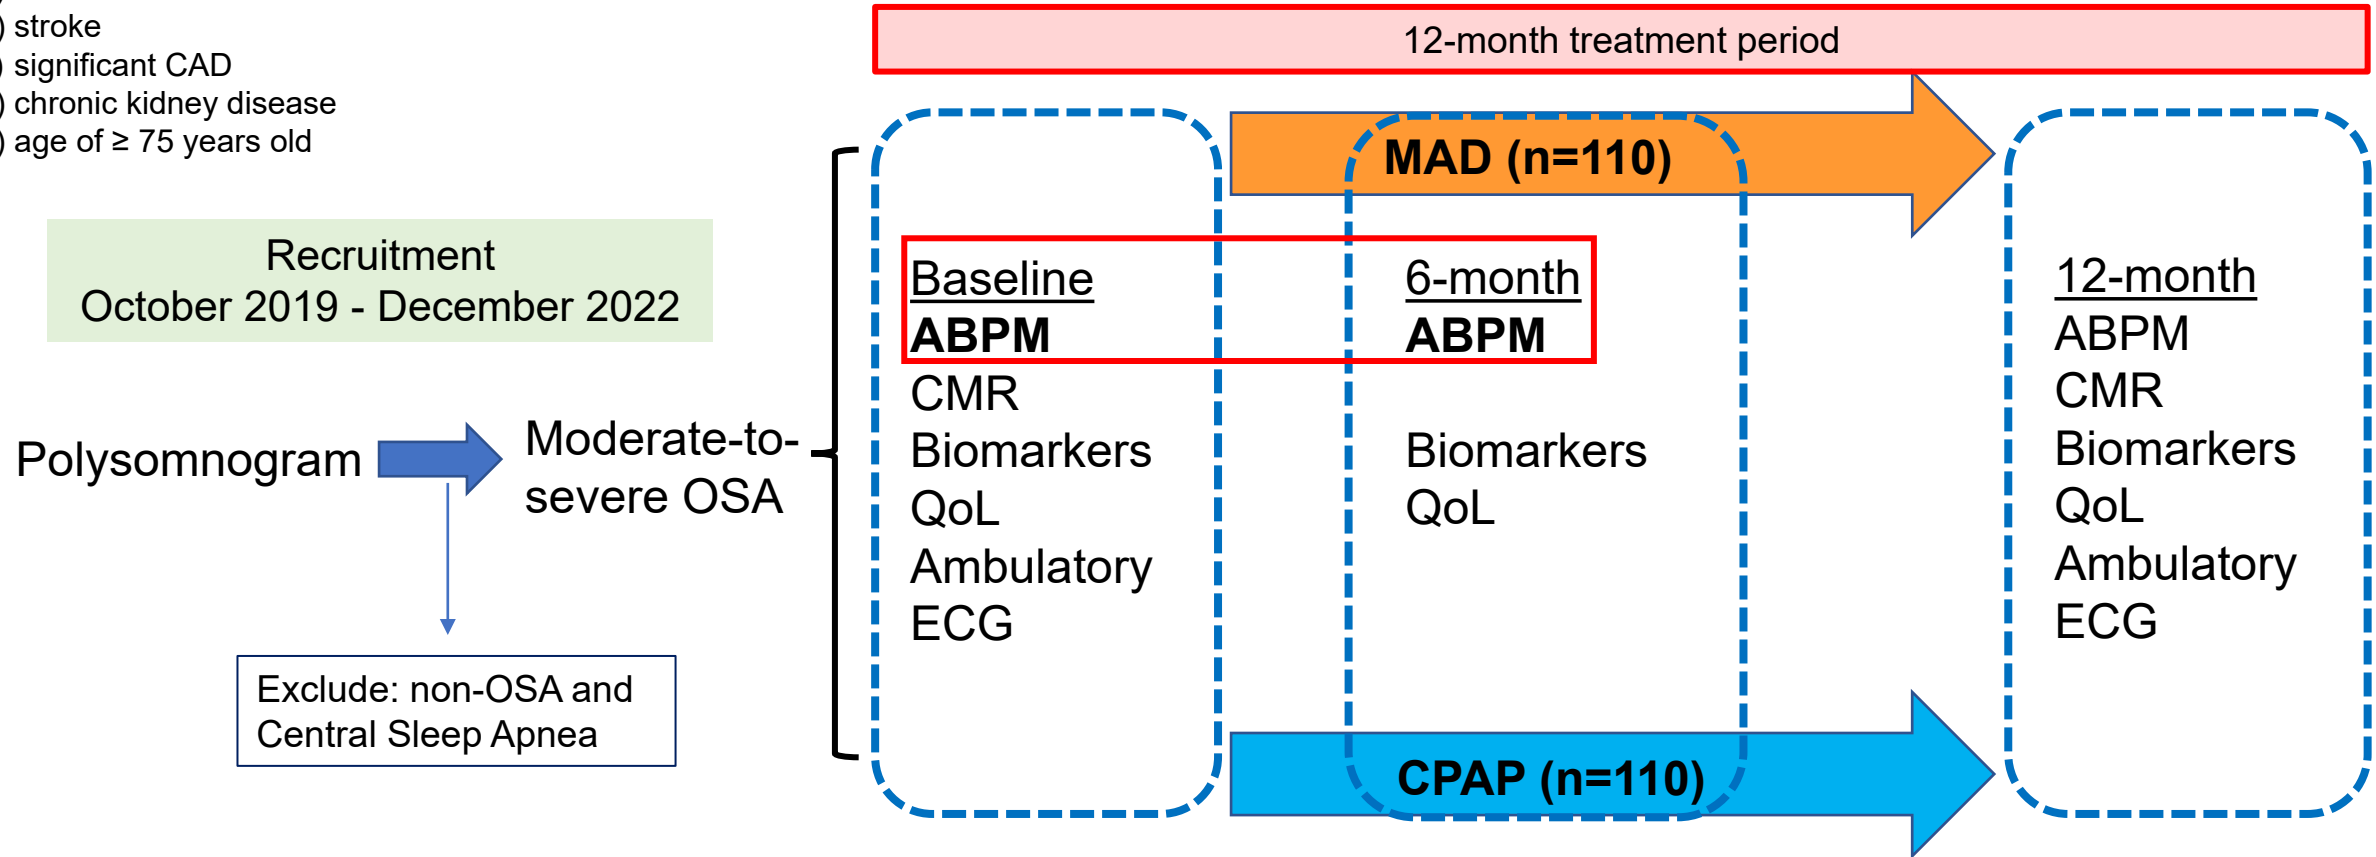 ) stroke
) significant CAD
) chronic kidney disease
) age of ≥ 75 years old
12-month treatment period
MAD (n=110)
Recruitment
October 2019 - December 2022
Polysomnogram
Moderate-to-
severe OSA
Exclude: non-OSA and
Central Sleep Apnea
Baseline
ABPM
CMR
Biomarkers
QoL
Ambulatory
ECG
6-month
ABPM
Biomarkers
QoL
12-month
ABPM
CMR
Biomarkers
QoL
Ambulatory
ECG
CPAP (n=110)